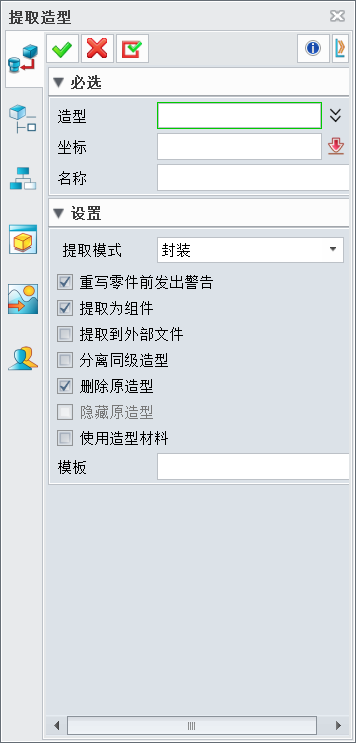 提取造型
必选
造型
坐标
名称
设置
提取模式 封装
重写零件前发出警告
提取为组件
提取到外部文件
分离同级造型
删除原造型
隐藏原造型
使用造型材料
模板